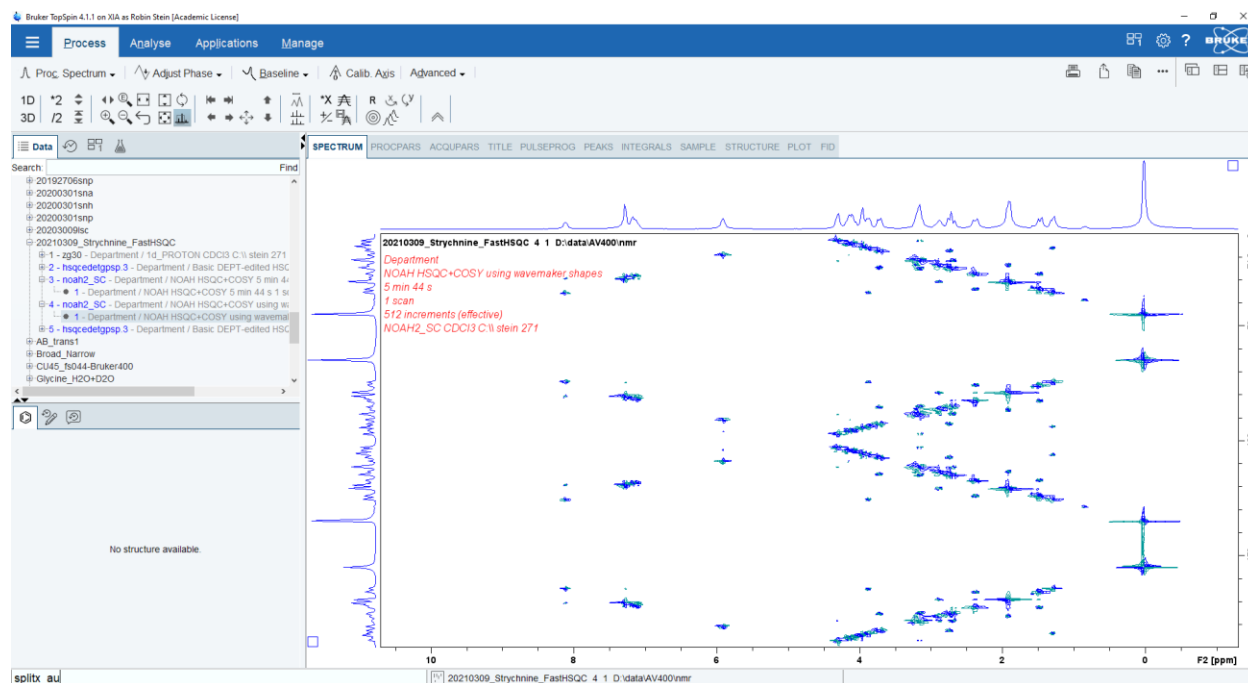 Bruker TopSpin 4.1.1 on XIA as Robin Stein [Academic License]
Process Analyse Applications Manage
BRUKER
Proc. Spectrum Adjust Phase Baseline Calib. Axis Advanced
1D *2 *X R
3D /2
Data
SPECTRUM PROCPARS ACQUPARS TITLE PULSEPROG PEAKS INTEGRALS SAMPLE STRUCTURE PLOT FID
Search: Find
20192706snp
20200301sna
20200301snh
20200301snp
20203009lsc
20210309_Strychnine_FastHSQC
1 - zg30 - Department / 1d_PROTON CDCl3 C:\\ stein 271
2 - hsqcedetgpsp.3 - Department / Basic DEPT-edited HSC
3 - noah2_SC - Department / NOAH HSQC+COSY 5 min 44
1 - Department / NOAH HSQC+COSY 5 min 44 s 1 sc
4 - noah2_SC - Department / NOAH HSQC+COSY using wa
1 - Department / NOAH HSQC+COSY using wavemak
5 - hsqcedetgpsp.3 - Department / Basic DEPT-edited HSC
AB_trans1
Broad_Narrow
CU45_fs044-Bruker400
Glycine_H2O+D2O
No structure available.
20210309_Strychnine_FastHSQC 4 1 D:\data\AV400\nmr
Department
NOAH HSQC+COSY using wavemaker shapes
5 min 44 s
1 scan
512 increments (effective)
NOAH2_SC CDCl3 C:\\ stein 271
10 8 6 4 2 0 F2 [ppm]
splitx_au
20210309_Strychnine_FastHSQC 4 1 D:\data\AV400\nmr